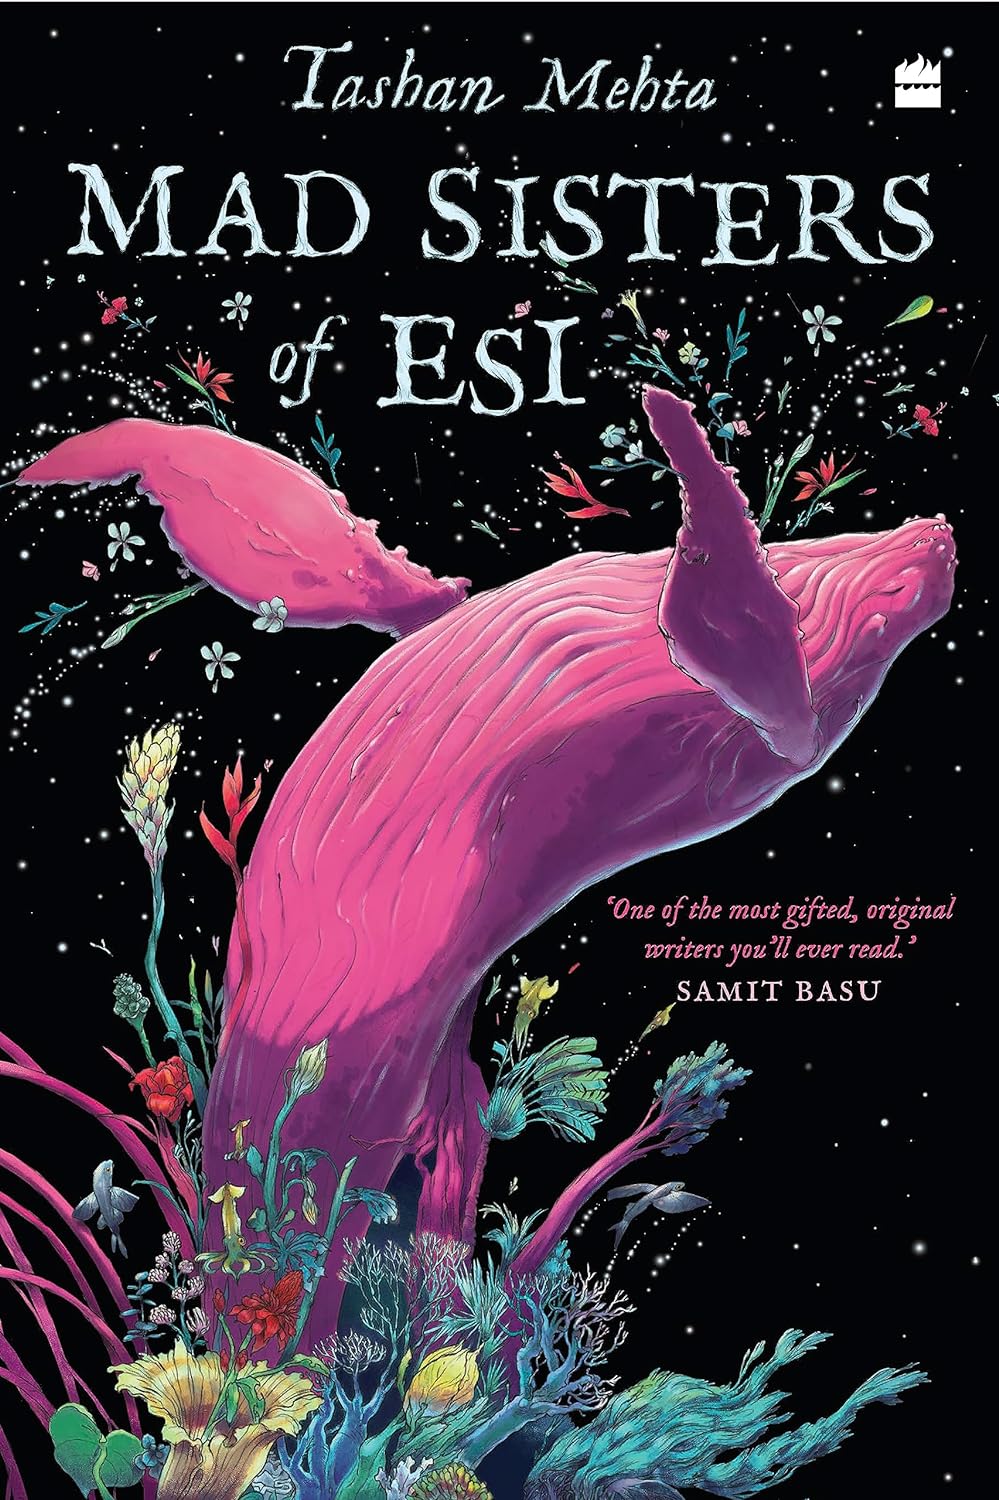 Tashan Mehta
MAD SISTERS
of ESI
‘One of the most gifted, original
writers you’ll ever read.’
SAMIT BASU